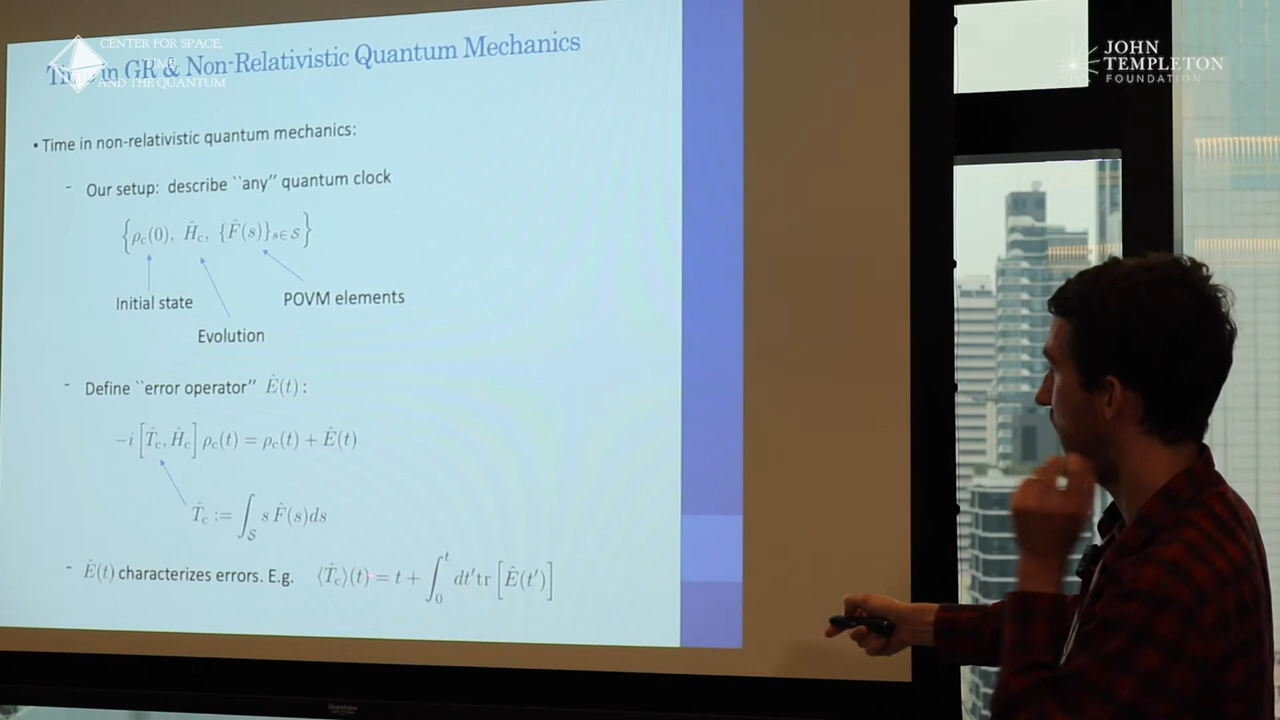 CENTER FOR SPACE,
TIME,
AND THE QUANTUM
Time in GR & Non-Relativistic Quantum Mechanics
JOHN
TEMPLETON
FOUNDATION
• Time in non-relativistic quantum mechanics:
- Our setup: describe ``any'' quantum clock
{ρ_c(0), Ĥ_c, {F̂(s)}_{s∈𝒮}}
Initial state
POVM elements
Evolution
- Define ``error operator'' Ê(t):
−i [T̂_c, Ĥ_c] ρ_c(t) = ρ_c(t) + Ê(t)
T̂_c := ∫_𝒮 s F̂(s)ds
- Ê(t) characterizes errors. E.g. ⟨T̂_c⟩(t) = t + ∫_0^t dt′tr [Ê(t′)]
Grandview